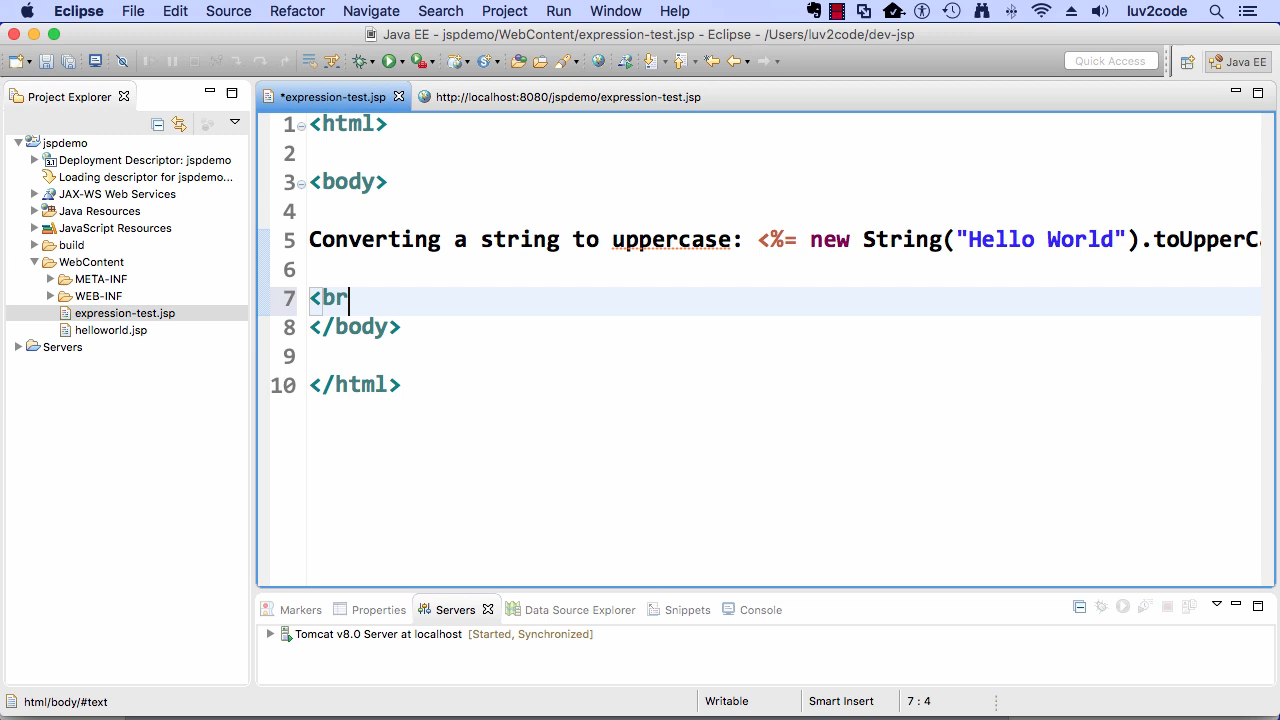 Eclipse File Edit Source Refactor Navigate Search Project Run Window Help luv2code
Java EE - jspdemo/WebContent/expression-test.jsp - Eclipse - /Users/luv2code/dev-jsp
Quick Access Java EE
Project Explorer
jspdemo
3.1 Deployment Descriptor: jspdemo
Loading descriptor for jspdemo...
JAX-WS Web Services
Java Resources
JavaScript Resources
build
WebContent
META-INF
WEB-INF
expression-test.jsp
helloworld.jsp
Servers
*expression-test.jsp http://localhost:8080/jspdemo/expression-test.jsp
1 <html>
2
3 <body>
4
5 Converting a string to uppercase: <%= new String("Hello World").toUpperCa
6
7 <br
8 </body>
9
10 </html>
Markers Properties Servers Data Source Explorer Snippets Console
Tomcat v8.0 Server at localhost [Started, Synchronized]
html/body/#text Writable Smart Insert 7 : 4